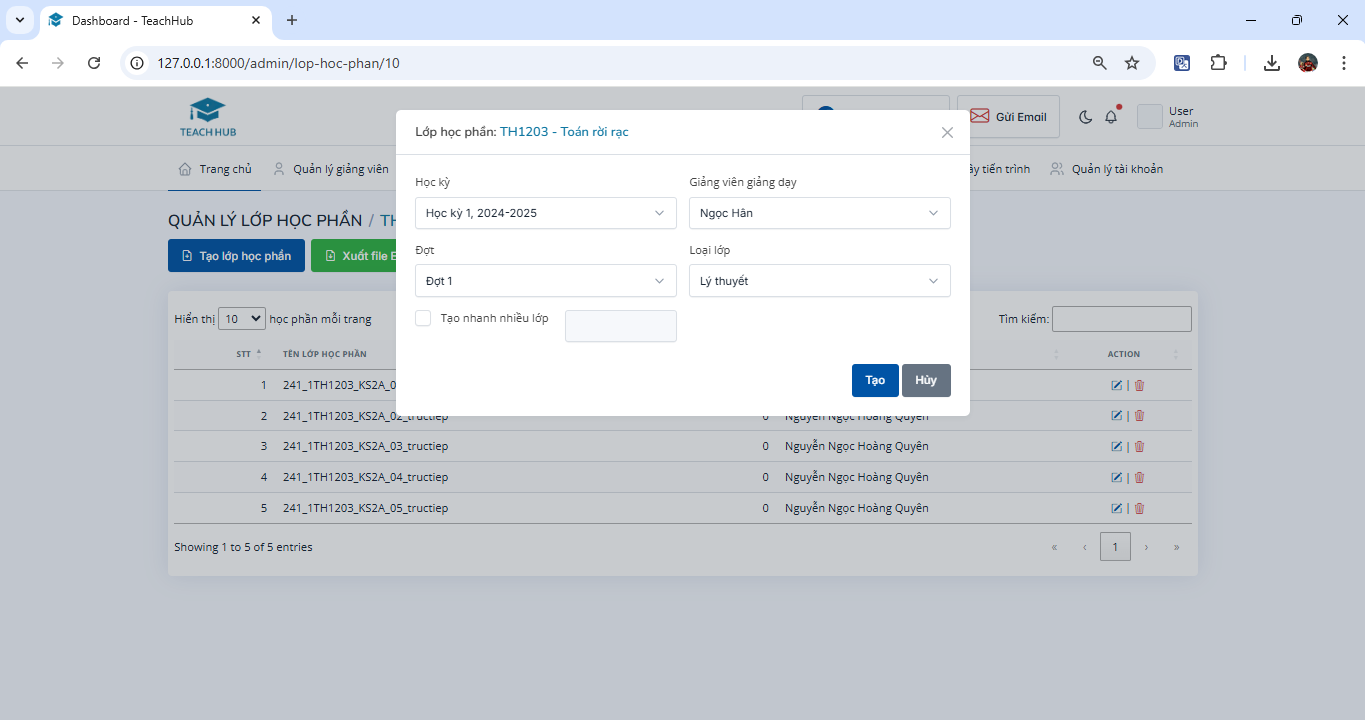 Dashboard - TeachHub
127.0.0.1:8000/admin/lop-hoc-phan/10
TEACH HUB
Gửi Email
User
Admin
Trang chủ
Quản lý giảng viên
tiến trình
Quản lý tài khoản
QUẢN LÝ LỚP HỌC PHẦN / TH
Tạo lớp học phần
Xuất file E
Lớp học phần: TH1203 - Toán rời rạc
Học kỳ
Giảng viên giảng dạy
Học kỳ 1, 2024-2025
Ngọc Hân
Đợt
Loại lớp
Đợt 1
Lý thuyết
Tạo nhanh nhiều lớp
Tạo
Hủy
Hiển thị 10 học phần mỗi trang
Tìm kiếm:
STT TÊN LỚP HỌC PHẦN ACTION
1 241_1TH1203_KS2A_0 |
2 241_1TH1203_KS2A_02_tructiep 0 Nguyễn Ngọc Hoàng Quyên |
3 241_1TH1203_KS2A_03_tructiep 0 Nguyễn Ngọc Hoàng Quyên |
4 241_1TH1203_KS2A_04_tructiep 0 Nguyễn Ngọc Hoàng Quyên |
5 241_1TH1203_KS2A_05_tructiep 0 Nguyễn Ngọc Hoàng Quyên |
Showing 1 to 5 of 5 entries
« ‹ 1 › »